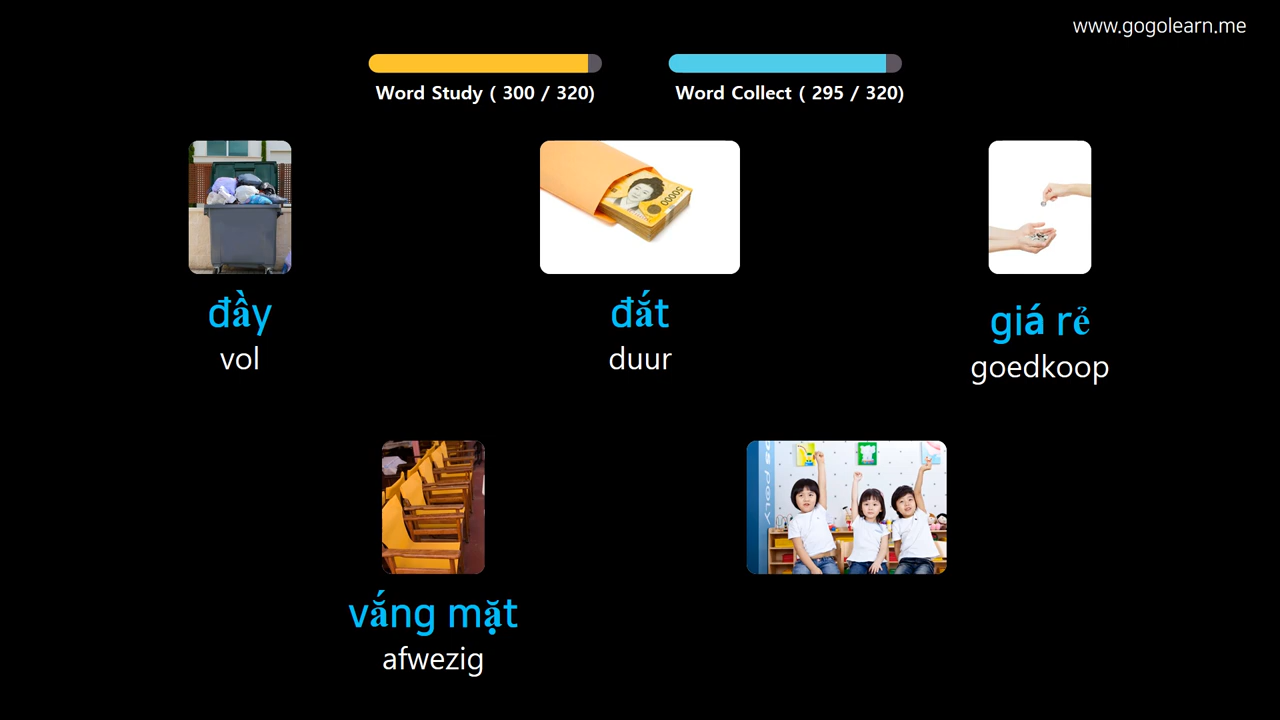 www.gogolearn.me
Word Study ( 300 / 320)
Word Collect ( 295 / 320)
đầy
vol
đắt
duur
giá rẻ
goedkoop
50000
vắng mặt
afwezig